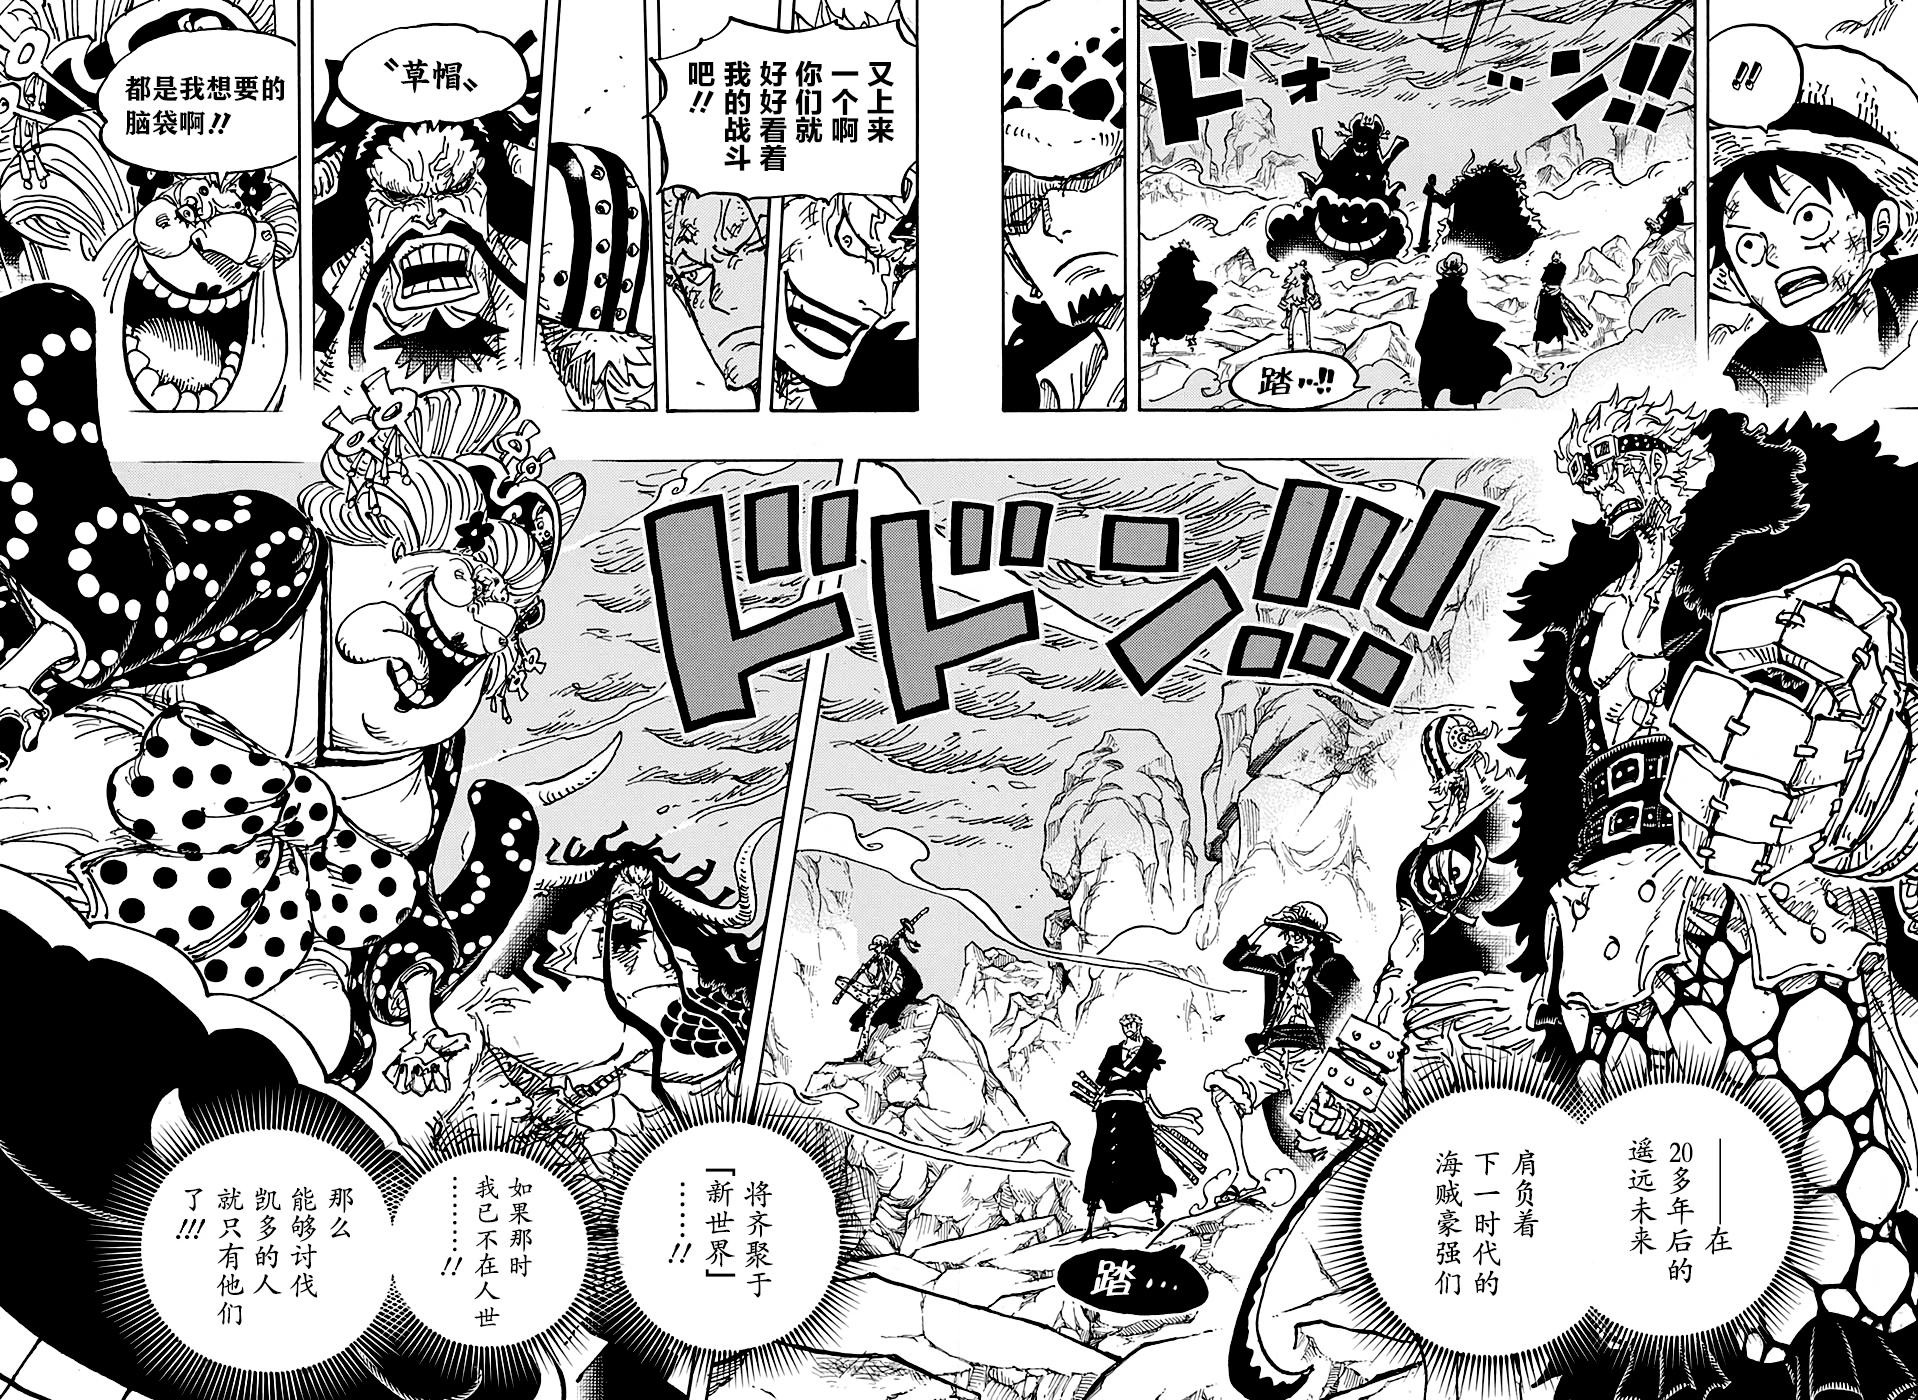 !!
ドォ…ン!!
踏…!!
又上来
一个啊
你们就
好好看着
我的战斗
吧!!
〝草帽〟
都是我想要的
脑袋啊!!
ドドン!!!
——在
20多年后的
遥远未来
肩负着
下一时代的
海贼豪强们
踏…
将齐聚于
「新世界」
……!!
如果那时
我已不在人世
………!!
那么
能够讨伐
凯多的人
就只有他们
了!!!